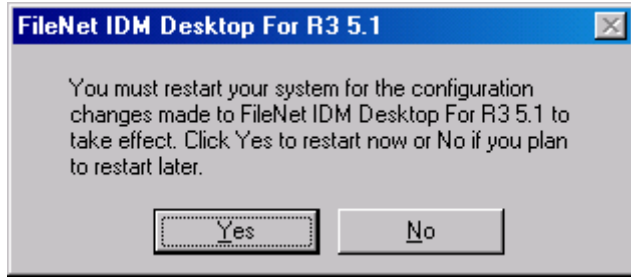 FileNet IDM Desktop For R3 5.1
You must restart your system for the configuration
changes made to FileNet IDM Desktop For R3 5.1 to
take effect. Click Yes to restart now or No if you plan
to restart later.
Yes
No